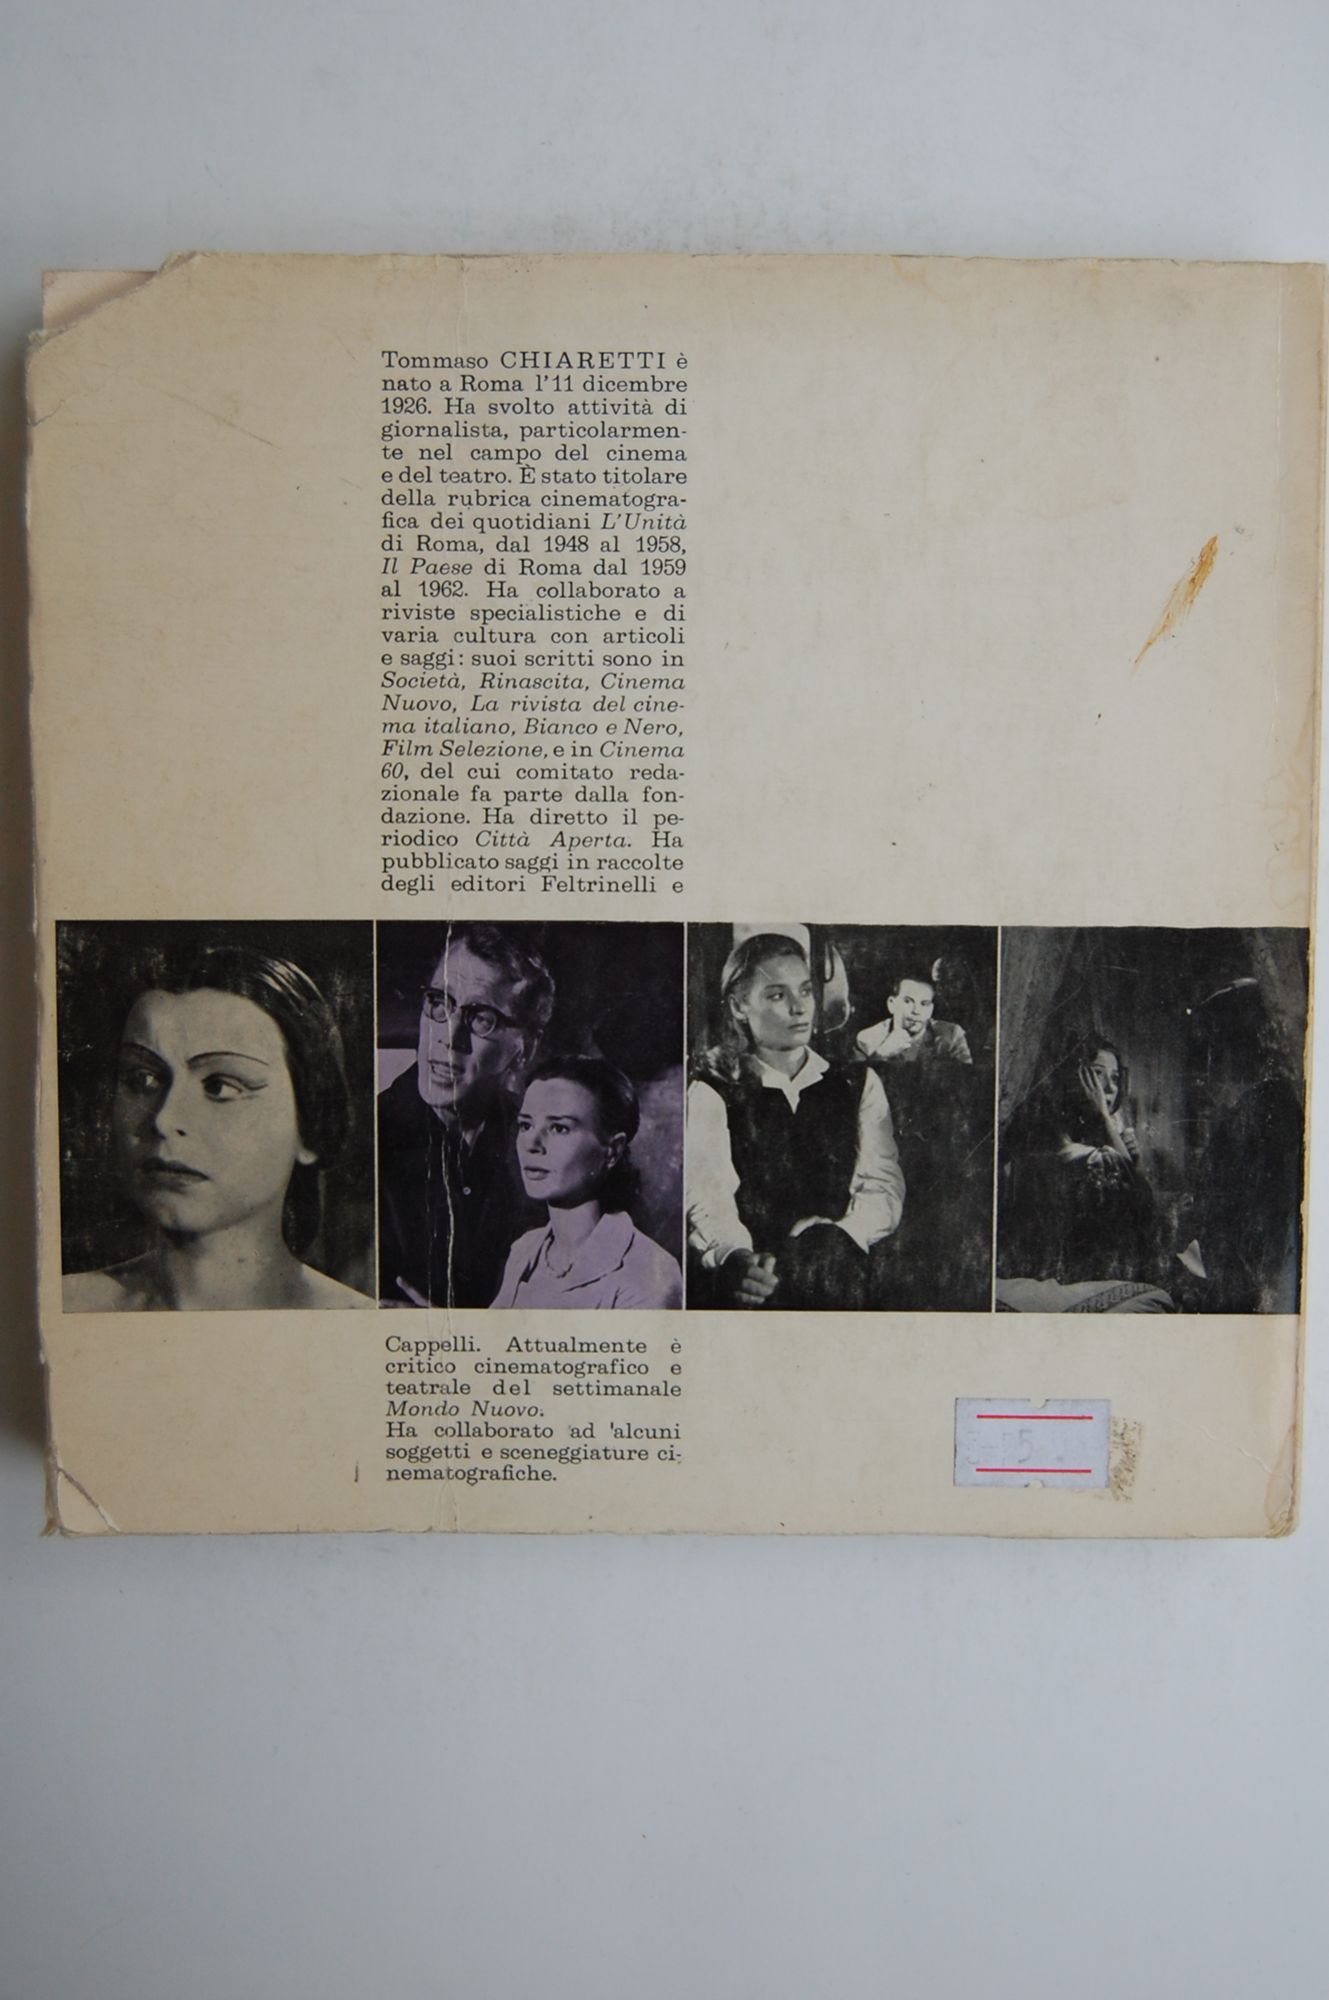 Tommaso CHIARETTI è
nato a Roma l'11 dicembre
1926. Ha svolto attività di
giornalista, particolarmen-
te nel campo del cinema
e del teatro. È stato titolare
della rubrica cinematogra-
fica dei quotidiani L'Unità
di Roma, dal 1948 al 1958,
Il Paese di Roma dal 1959
al 1962. Ha collaborato a
riviste specialistiche e di
varia cultura con articoli
e saggi: suoi scritti sono in
Società, Rinascita, Cinema
Nuovo, La rivista del cine-
ma italiano, Bianco e Nero,
Film Selezione, e in Cinema
60, del cui comitato reda-
zionale fa parte dalla fon-
dazione. Ha diretto il pe-
riodico Città Aperta. Ha
pubblicato saggi in raccolte
degli editori Feltrinelli e
Cappelli. Attualmente è
critico cinematografico e
teatrale del settimanale
Mondo Nuovo.
Ha collaborato ad alcuni
soggetti e sceneggiature ci-
nematografiche.